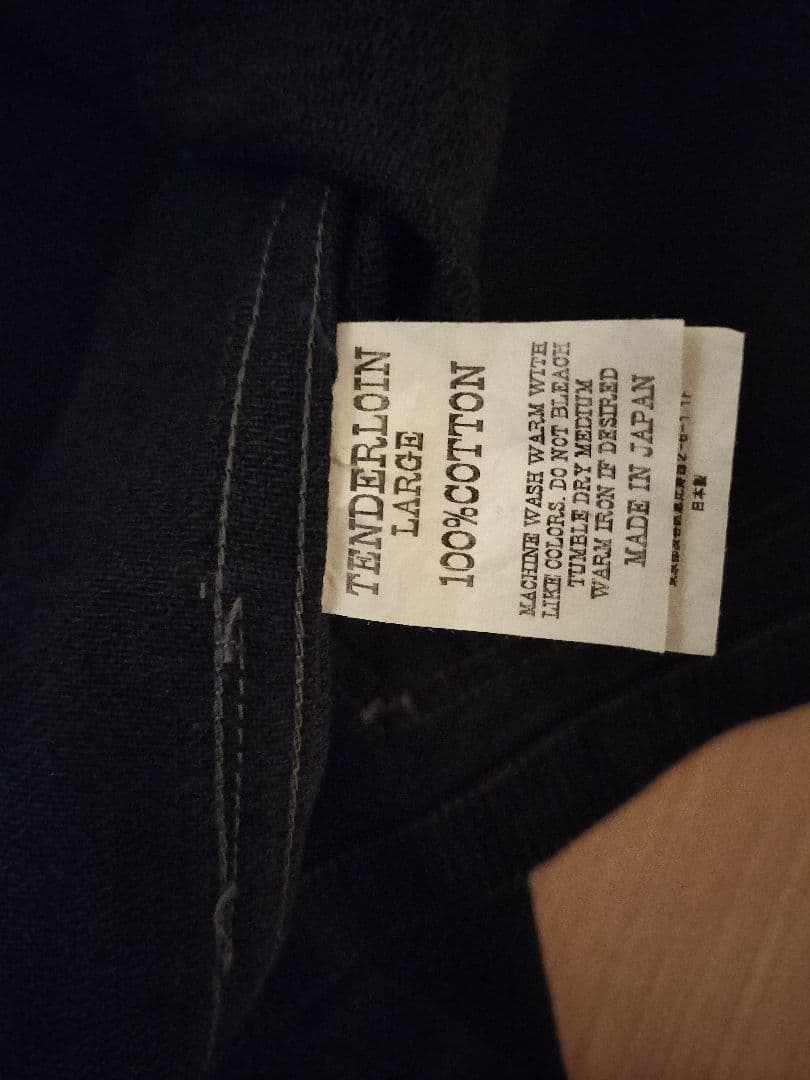 TENDERLOIN
LARGE
100%COTTON
MACHINE WASH WARM WITH
LIKE COLORS. DO NOT BLEACH
TUMBLE DRY MEDIUM
WARM IRON IF DESIRED
MADE IN JAPAN
日本製